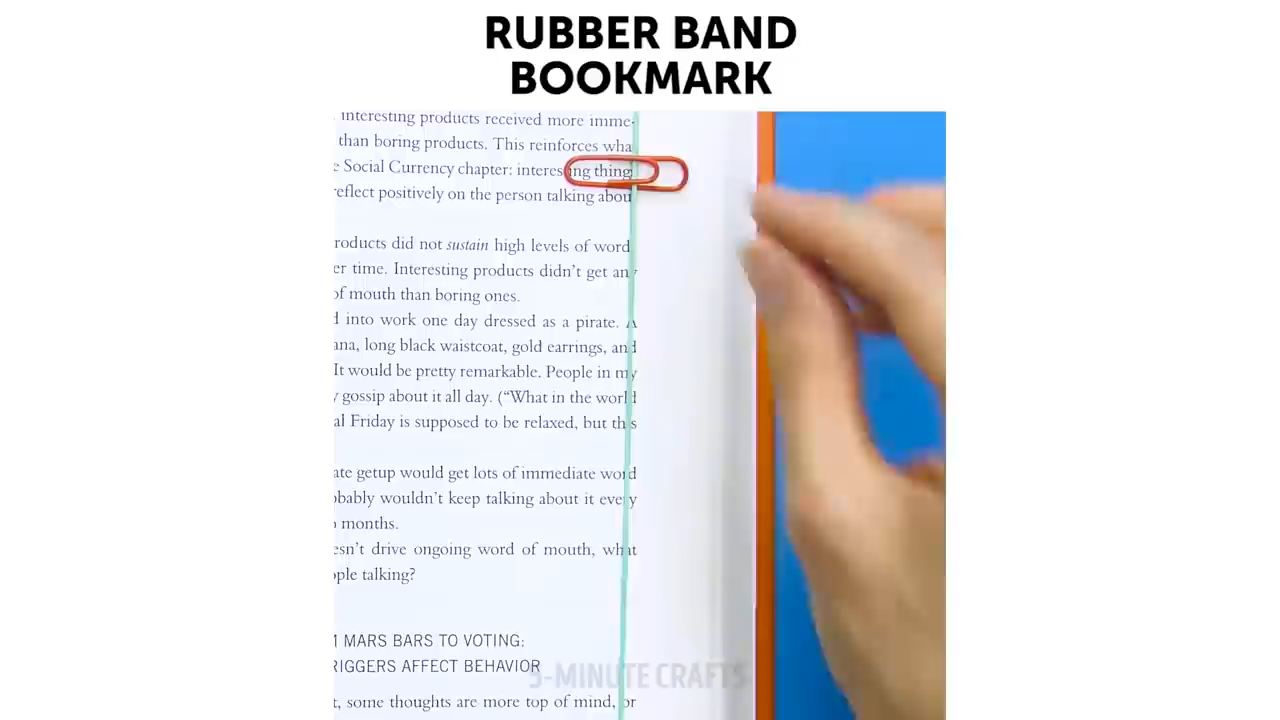 RUBBER BAND
BOOKMARK
interesting products received more imme-
than boring products. This reinforces wha
Social Currency chapter: interesting thing
reflect positively on the person talking abou
roducts did not sustain high levels of word
er time. Interesting products didn't get any
of mouth than boring ones.
into work one day dressed as a pirate. A
ana, long black waistcoat, gold earrings, and
It would be pretty remarkable. People in my
gossip about it all day. (“What in the world
al Friday is supposed to be relaxed, but this
ate getup would get lots of immediate word
obably wouldn't keep talking about it every
months.
esn't drive ongoing word of mouth, what
ople talking?
MARS BARS TO VOTING:
RIGGERS AFFECT BEHAVIOR
5-MINUTE CRAFTS
t, some thoughts are more top of mind, or